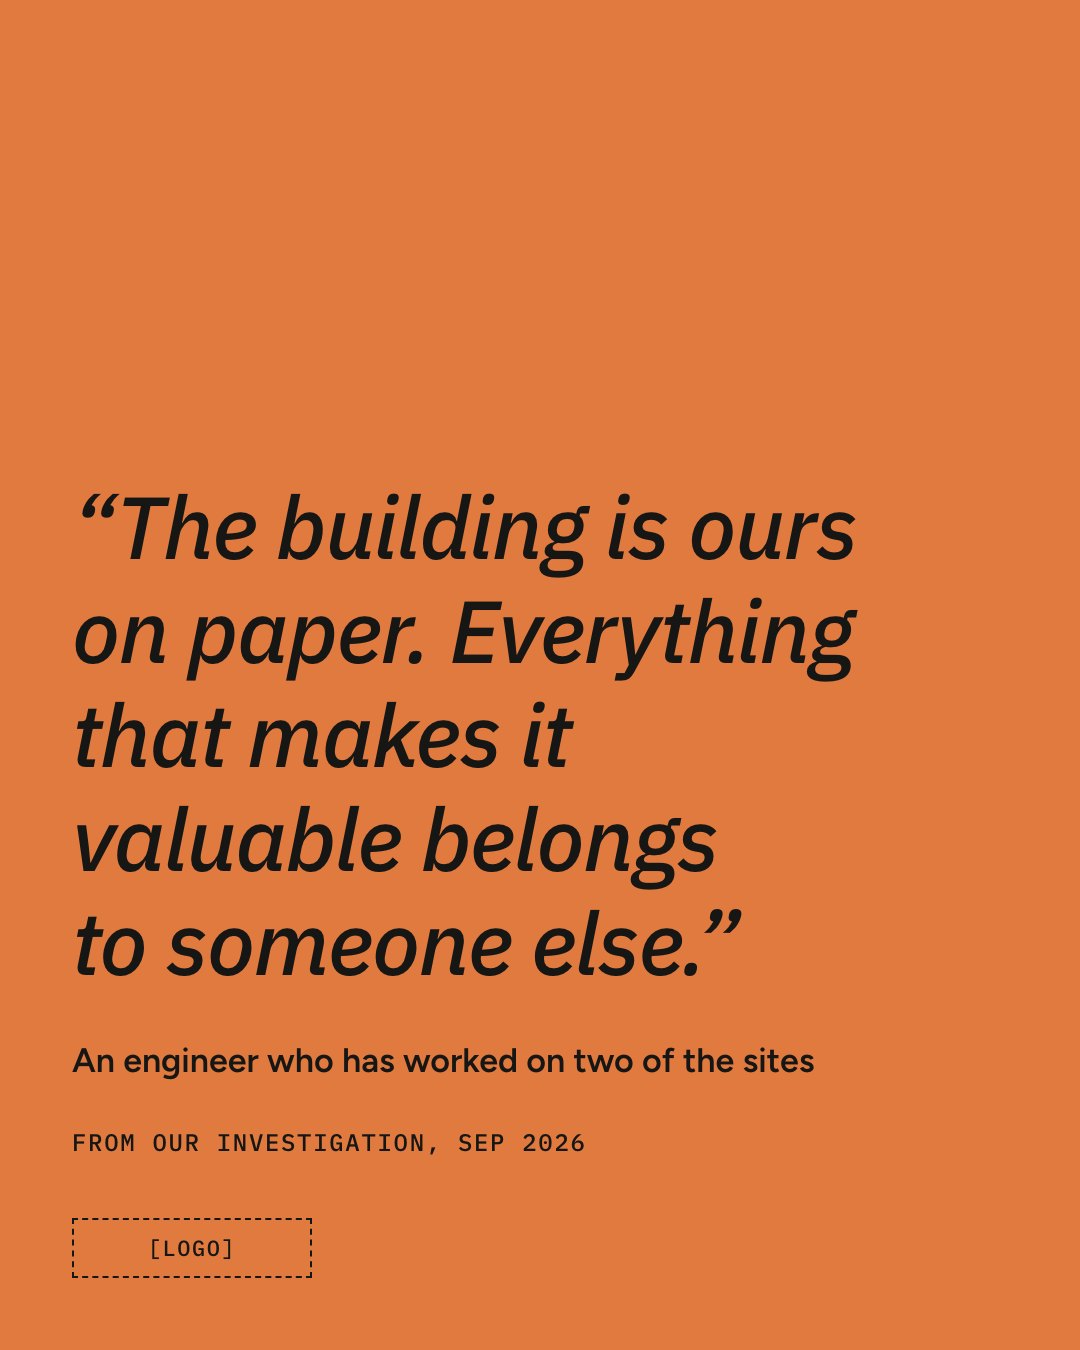 “The building is ours
on paper. Everything
that makes it
valuable belongs
to someone else.”
An engineer who has worked on two of the sites
FROM OUR INVESTIGATION, SEP 2026
[LOGO]